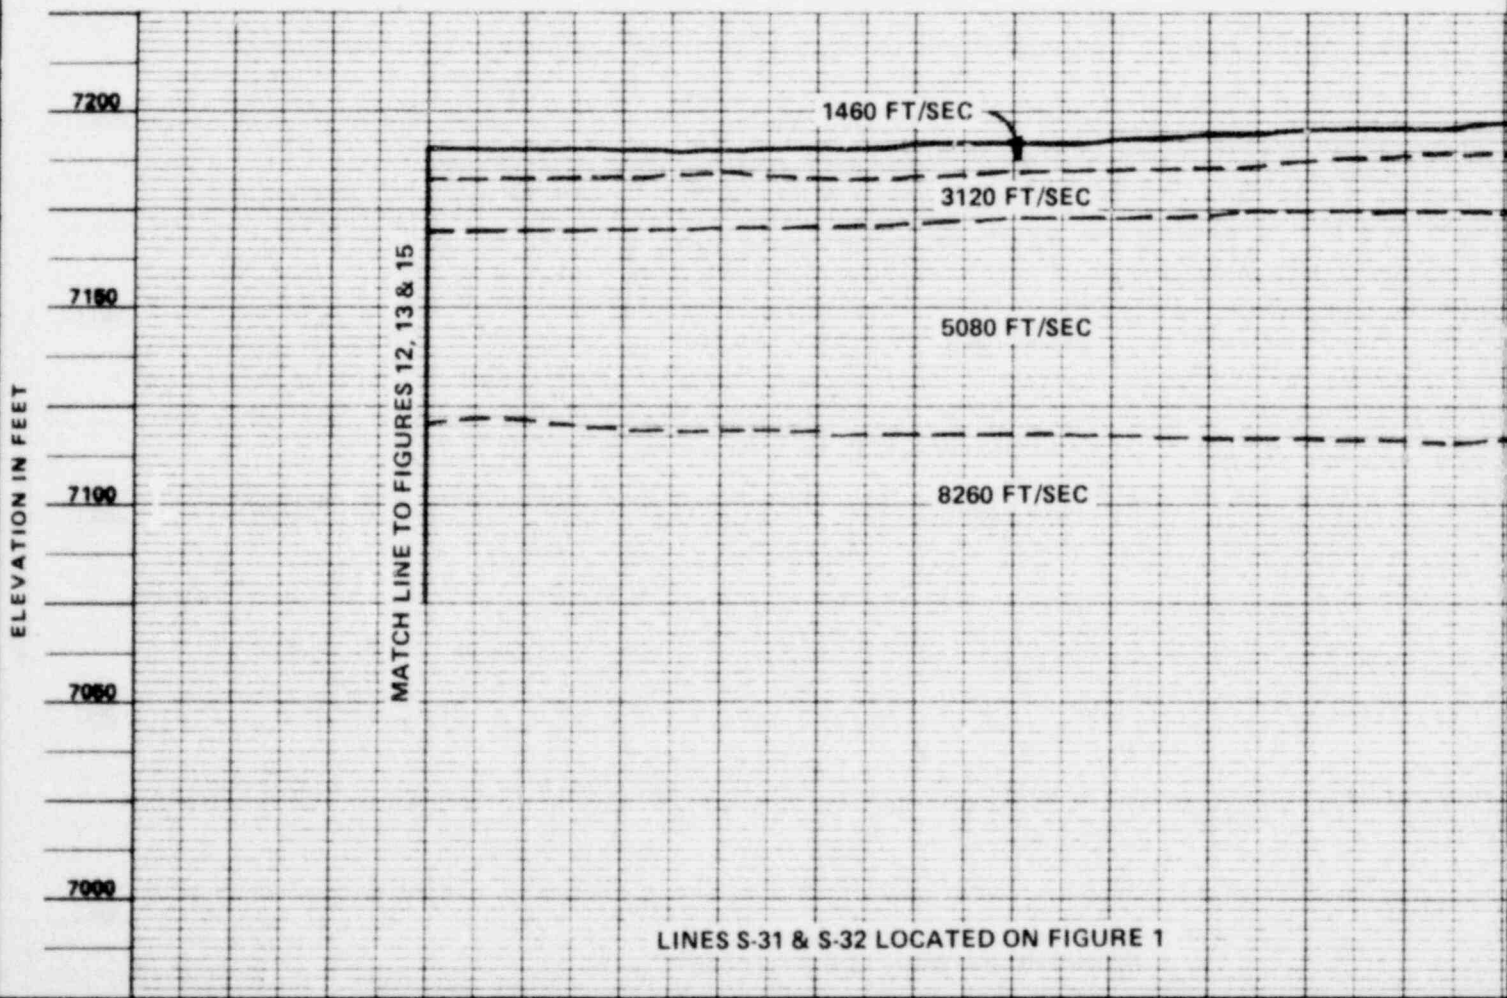 7200
1460 FT/SEC
3120 FT/SEC
7150
5080 FT/SEC
ELEVATION IN FEET
MATCH LINE TO FIGURES 12, 13 & 15
7100
8260 FT/SEC
7050
7000
LINES S-31 & S-32 LOCATED ON FIGURE 1